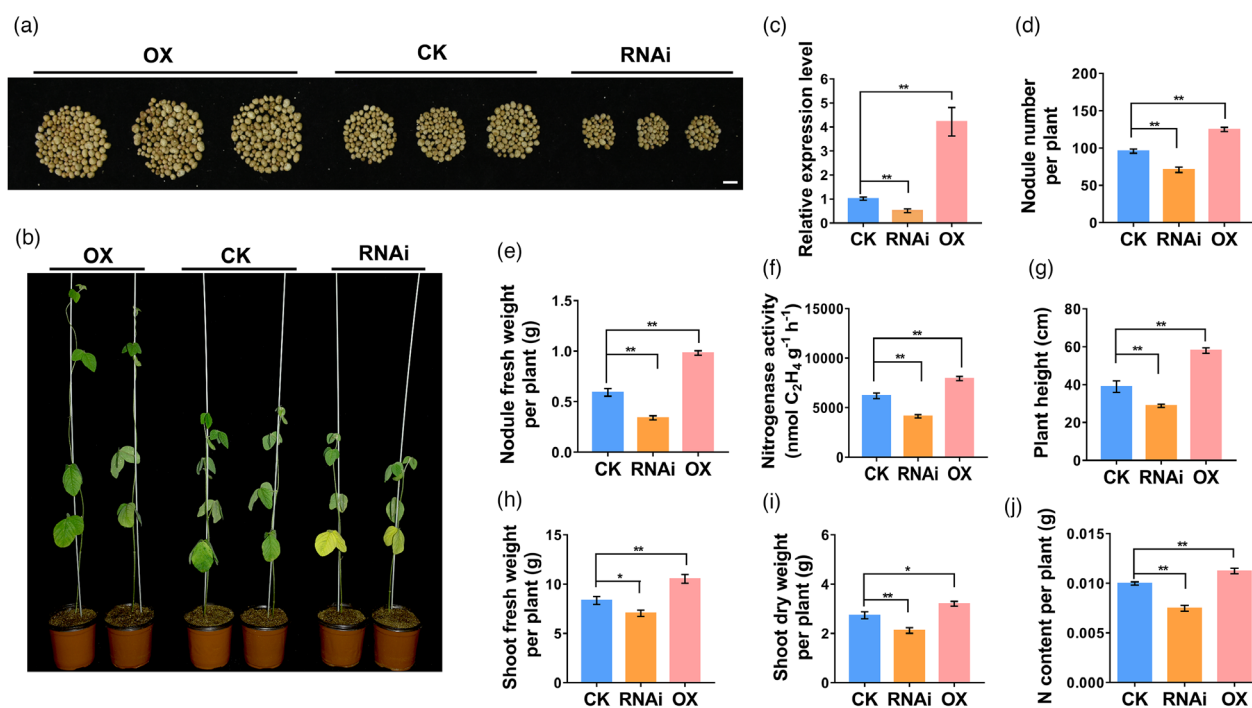 (a)
OX CK RNAi
(b)
OX CK RNAi
(c)
Relative expression level
6
5
4
3
2
1
0
**
**
CK RNAi OX
(d)
Nodule number
per plant
200
150
100
50
0
**
**
CK RNAi OX
(e)
Nodule fresh weight
per plant (g)
1.5
1.0
0.5
0.0
**
**
CK RNAi OX
(f)
Nitrogenase activity
(nmol C₂H₄ g⁻¹ h⁻¹)
15000
10000
5000
0
**
**
CK RNAi OX
(g)
Plant height (cm)
80
60
40
20
0
**
**
CK RNAi OX
(h)
Shoot fresh weight
per plant (g)
15
10
5
0
**
*
CK RNAi OX
(i)
Shoot dry weight
per plant (g)
6
4
2
0
*
**
CK RNAi OX
(j)
N content per plant (g)
0.015
0.010
0.005
0.000
**
**
CK RNAi OX